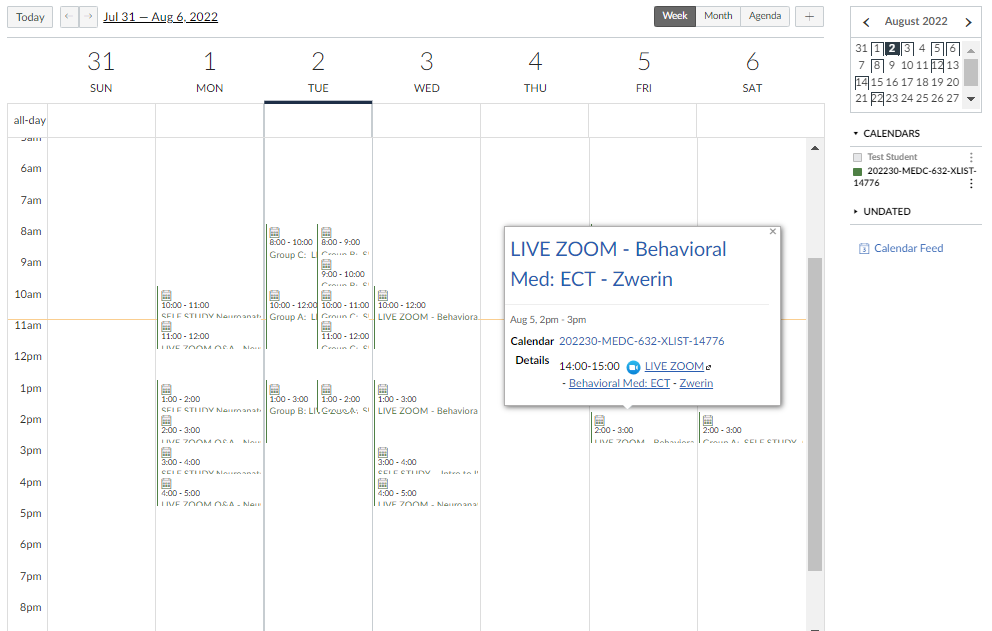 Today ← → Jul 31 — Aug 6, 2022 Week Month Agenda +
31 1 2 3 4 5 6
SUN MON TUE WED THU FRI SAT
all-day
5am
6am
7am
8am
9am
10am
11am
12pm
1pm
2pm
3pm
4pm
5pm
6pm
7pm
8pm
10:00 - 11:00
SELF STUDY Neuroanat
11:00 - 12:00
LIVE ZOOM Q&A - Neu
1:00 - 2:00
SELF STUDY Neuroanat
2:00 - 3:00
LIVE ZOOM Q&A - Neu
3:00 - 4:00
SELF STUDY Neuroanat
4:00 - 5:00
LIVE ZOOM Q&A - Neu
8:00 - 10:00
Group C: LI
8:00 - 9:00
Group B: S
9:00 - 10:00
Group B: S
10:00 - 12:00
Group A: L
10:00 - 11:00
Group C: S
11:00 - 12:00
Group C: S
1:00 - 3:00
Group B: LI
1:00 - 2:00
Group A: S
10:00 - 12:00
LIVE ZOOM - Behaviora
1:00 - 3:00
LIVE ZOOM - Behaviora
3:00 - 4:00
SELF STUDY - Intro to
4:00 - 5:00
LIVE ZOOM - Neuroanat
LIVE ZOOM - Behavioral
Med: ECT - Zwerin
Aug 5, 2pm - 3pm
Calendar 202230-MEDC-632-XLIST-14776
Details 14:00-15:00 LIVE ZOOM
- Behavioral Med: ECT - Zwerin
2:00 - 3:00
LIVE ZOOM - Behaviora
2:00 - 3:00
Group A: SELF STUDY -
August 2022
31 1 2 3 4 5 6
7 8 9 10 11 12 13
14 15 16 17 18 19 20
21 22 23 24 25 26 27
CALENDARS
Test Student
202230-MEDC-632-XLIST-
14776
UNDATED
Calendar Feed